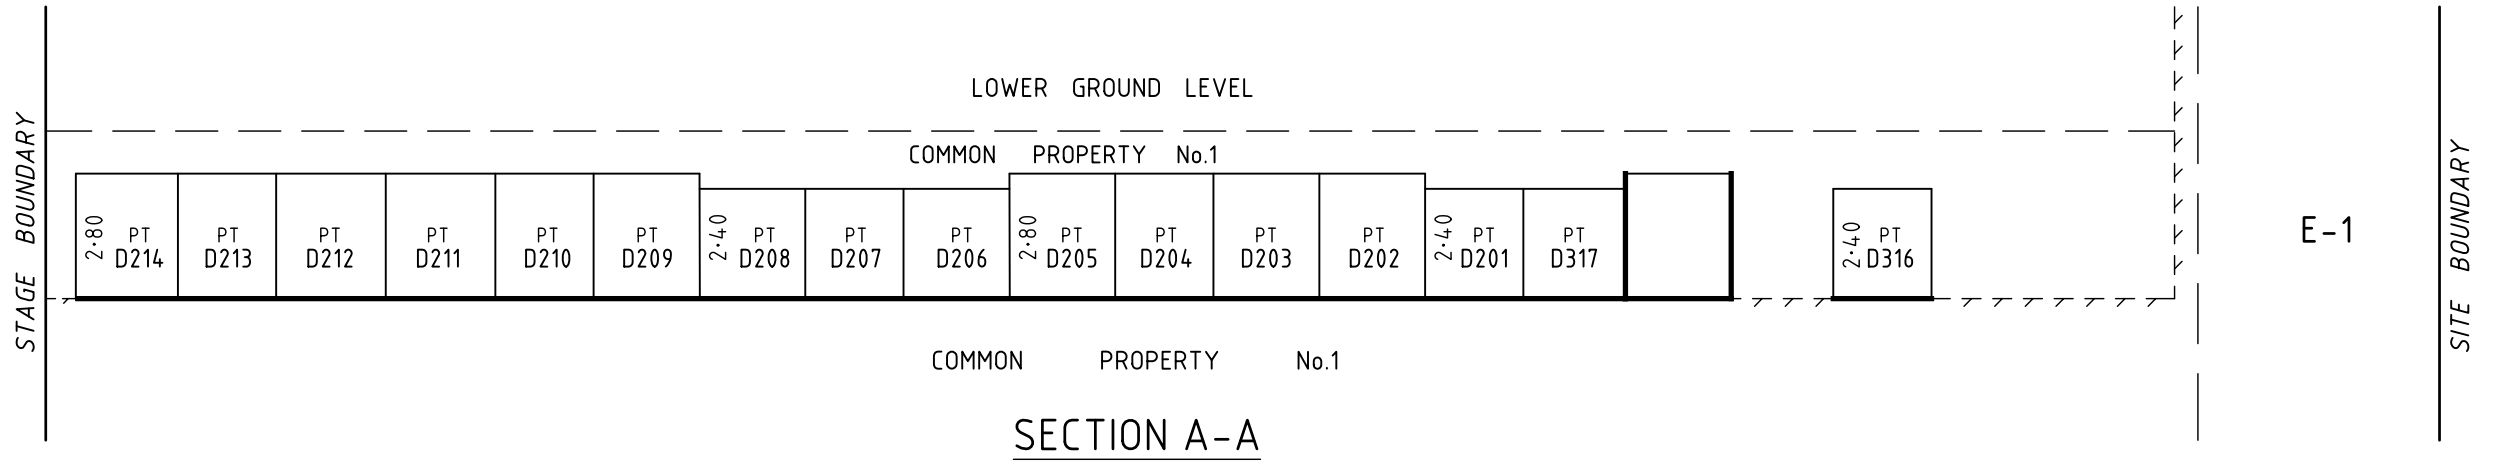 LOWER GROUND LEVEL
COMMON PROPERTY No.1
STAGE BOUNDARY
2.80
PT
D214
PT
D213
PT
D212
PT
D211
PT
D210
PT
D209
2.40
PT
D208
PT
D207
PT
D206
2.80
PT
D205
PT
D204
PT
D203
PT
D202
2.40
PT
D201
PT
D317
2.40
PT
D316
E-1
SITE BOUNDARY
COMMON PROPERTY No.1
SECTION A-A